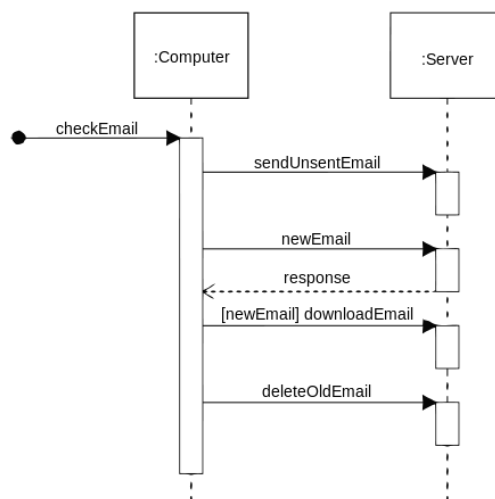 :Computer
:Server
checkEmail
sendUnsentEmail
newEmail
response
[newEmail] downloadEmail
deleteOldEmail